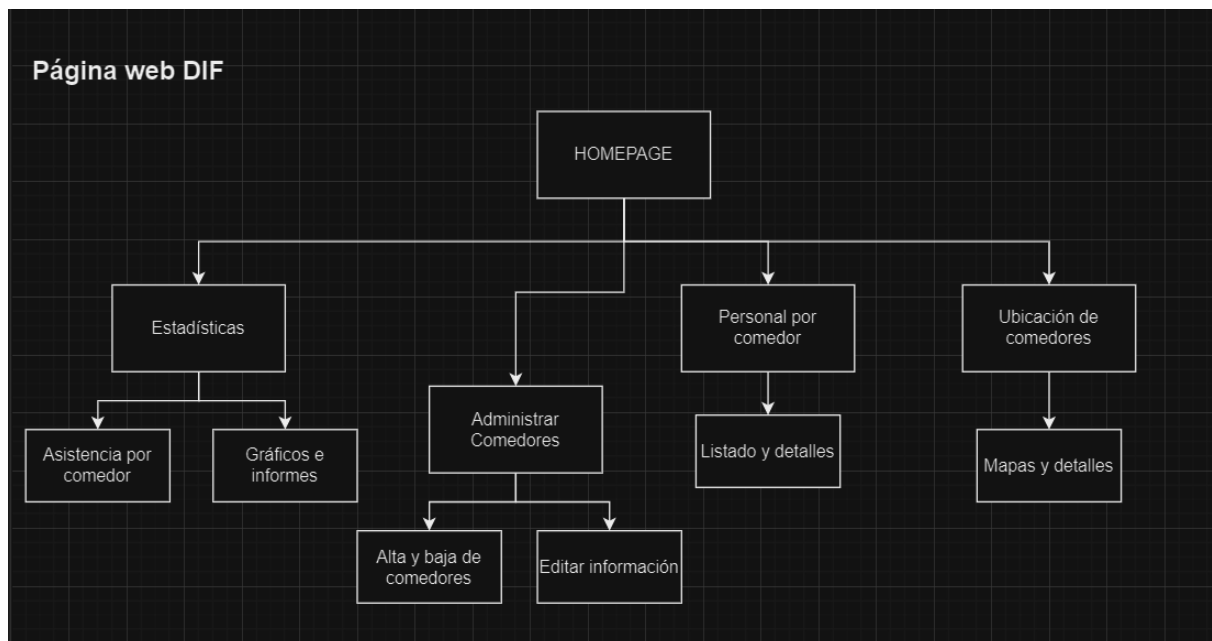 Página web DIF
HOMEPAGE
Estadísticas
Personal por
comedor
Ubicación de
comedores
Administrar
Comedores
Asistencia por
comedor
Gráficos e
informes
Listado y detalles
Mapas y detalles
Alta y baja de
comedores
Editar información